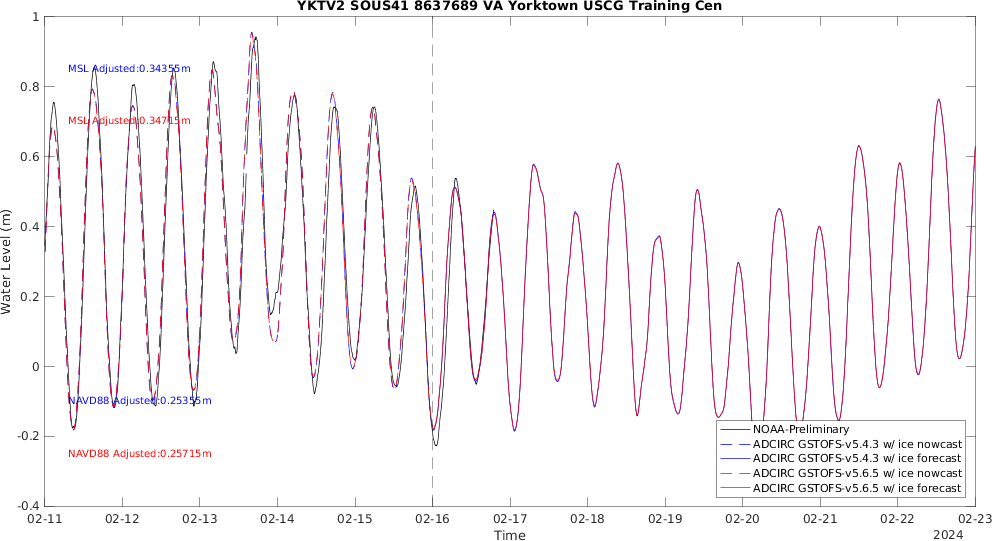 YKTV2 SOUS41 8637689 VA Yorktown USCG Training Cen
1
0.8
0.6
0.4
0.2
0
-0.2
-0.4
Water Level (m)
MSL Adjusted:0.34355m
MSL Adjusted:0.34715m
NAVD88 Adjusted:0.25355m
NAVD88 Adjusted:0.25715m
NOAA-Preliminary
ADCIRC GSTOFS-v5.4.3 w/ ice nowcast
ADCIRC GSTOFS-v5.4.3 w/ ice forecast
ADCIRC GSTOFS-v5.6.5 w/ ice nowcast
ADCIRC GSTOFS-v5.6.5 w/ ice forecast
02-11 02-12 02-13 02-14 02-15 02-16 02-17 02-18 02-19 02-20 02-21 02-22 02-23
Time
2024